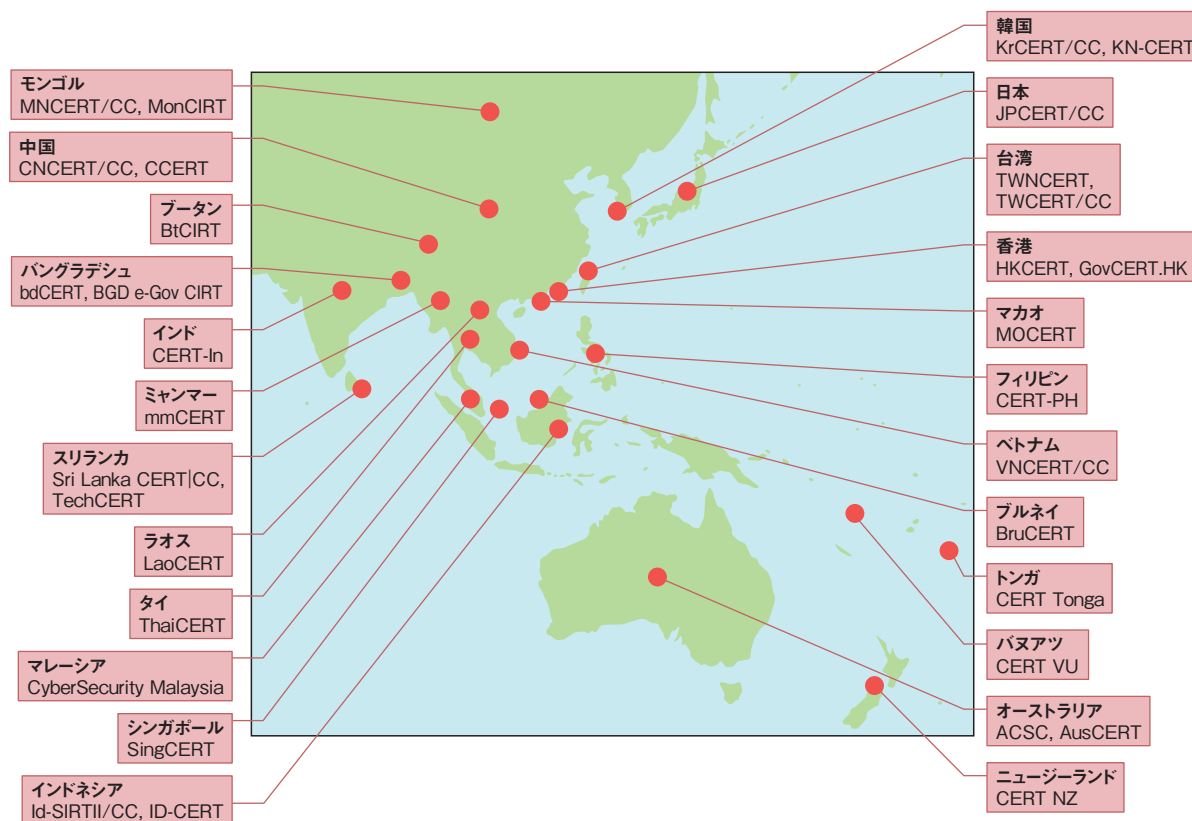 モンゴル
MNCERT/CC, MonCIRT
中国
CNCERT/CC, CCERT
ブータン
BtCIRT
バングラデシュ
bdCERT, BGD e-Gov CIRT
インド
CERT-In
ミャンマー
mmCERT
スリランカ
Sri Lanka CERT|CC,
TechCERT
ラオス
LaoCERT
タイ
ThaiCERT
マレーシア
CyberSecurity Malaysia
シンガポール
SingCERT
インドネシア
Id-SIRTII/CC, ID-CERT
韓国
KrCERT/CC, KN-CERT
日本
JPCERT/CC
台湾
TWNCERT,
TWCERT/CC
香港
HKCERT, GovCERT.HK
マカオ
MOCERT
フィリピン
CERT-PH
ベトナム
VNCERT/CC
ブルネイ
BruCERT
トンガ
CERT Tonga
バヌアツ
CERT VU
オーストラリア
ACSC, AusCERT
ニュージーランド
CERT NZ